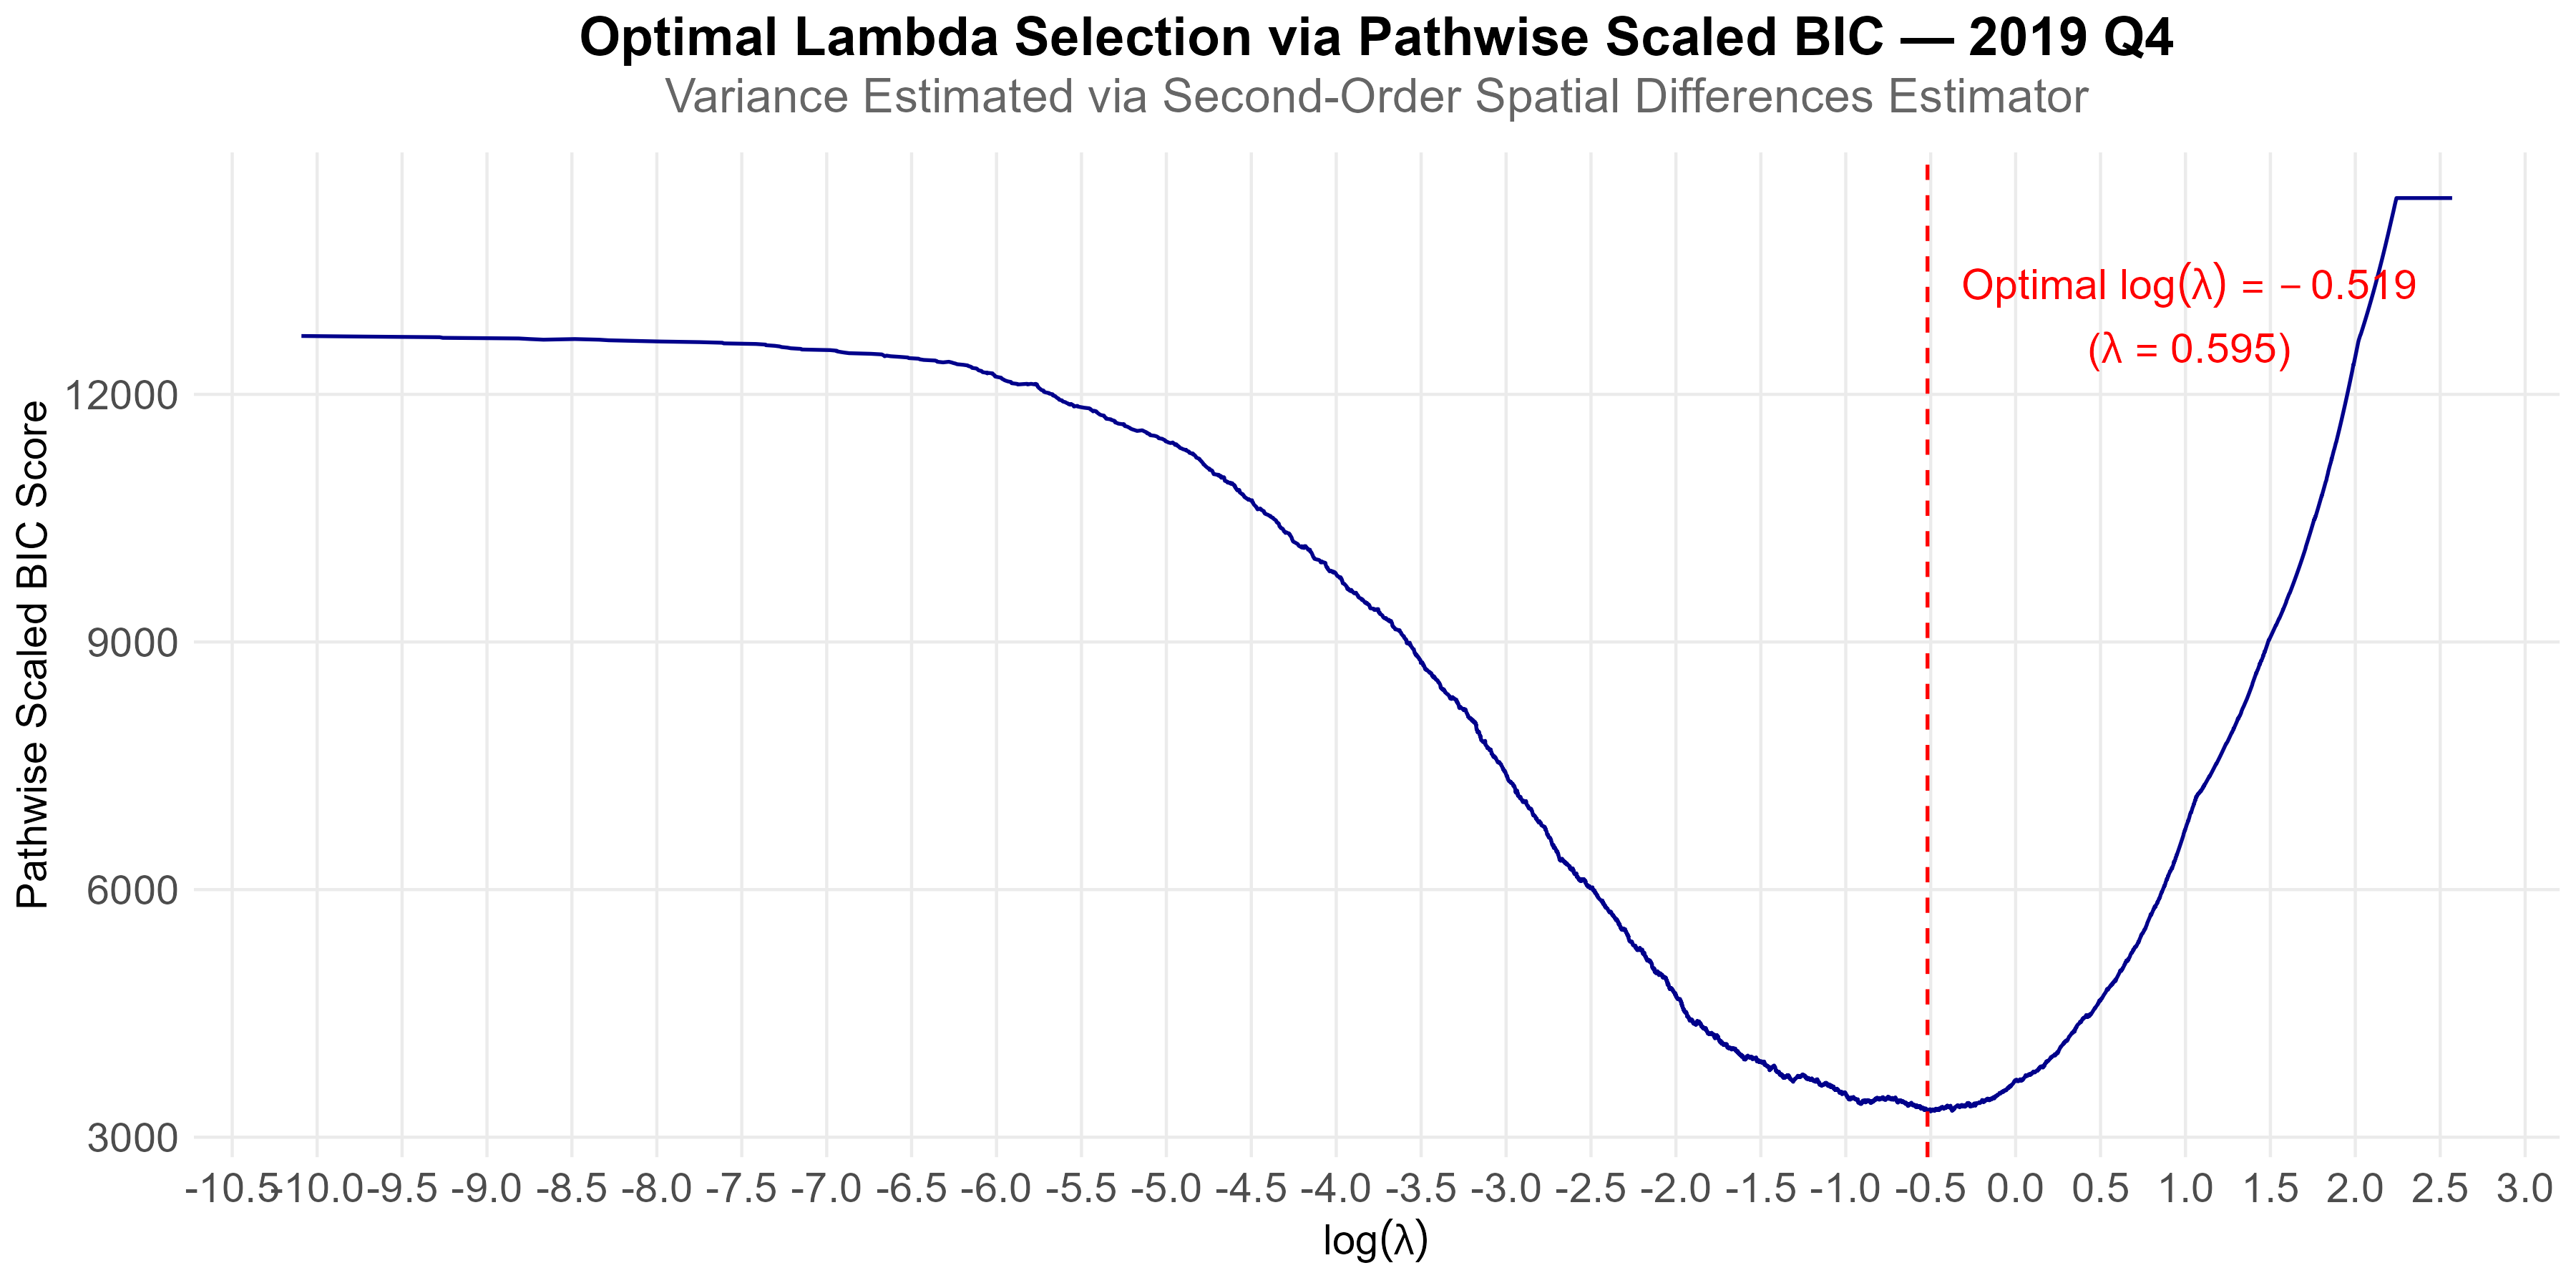 Optimal Lambda Selection via Pathwise Scaled BIC — 2019 Q4
Variance Estimated via Second-Order Spatial Differences Estimator
Optimal log(λ) = − 0.519
(λ = 0.595)
Pathwise Scaled BIC Score
12000
9000
6000
3000
-10.5 -10.0 -9.5 -9.0 -8.5 -8.0 -7.5 -7.0 -6.5 -6.0 -5.5 -5.0 -4.5 -4.0 -3.5 -3.0 -2.5 -2.0 -1.5 -1.0 -0.5 0.0 0.5 1.0 1.5 2.0 2.5 3.0
log(λ)